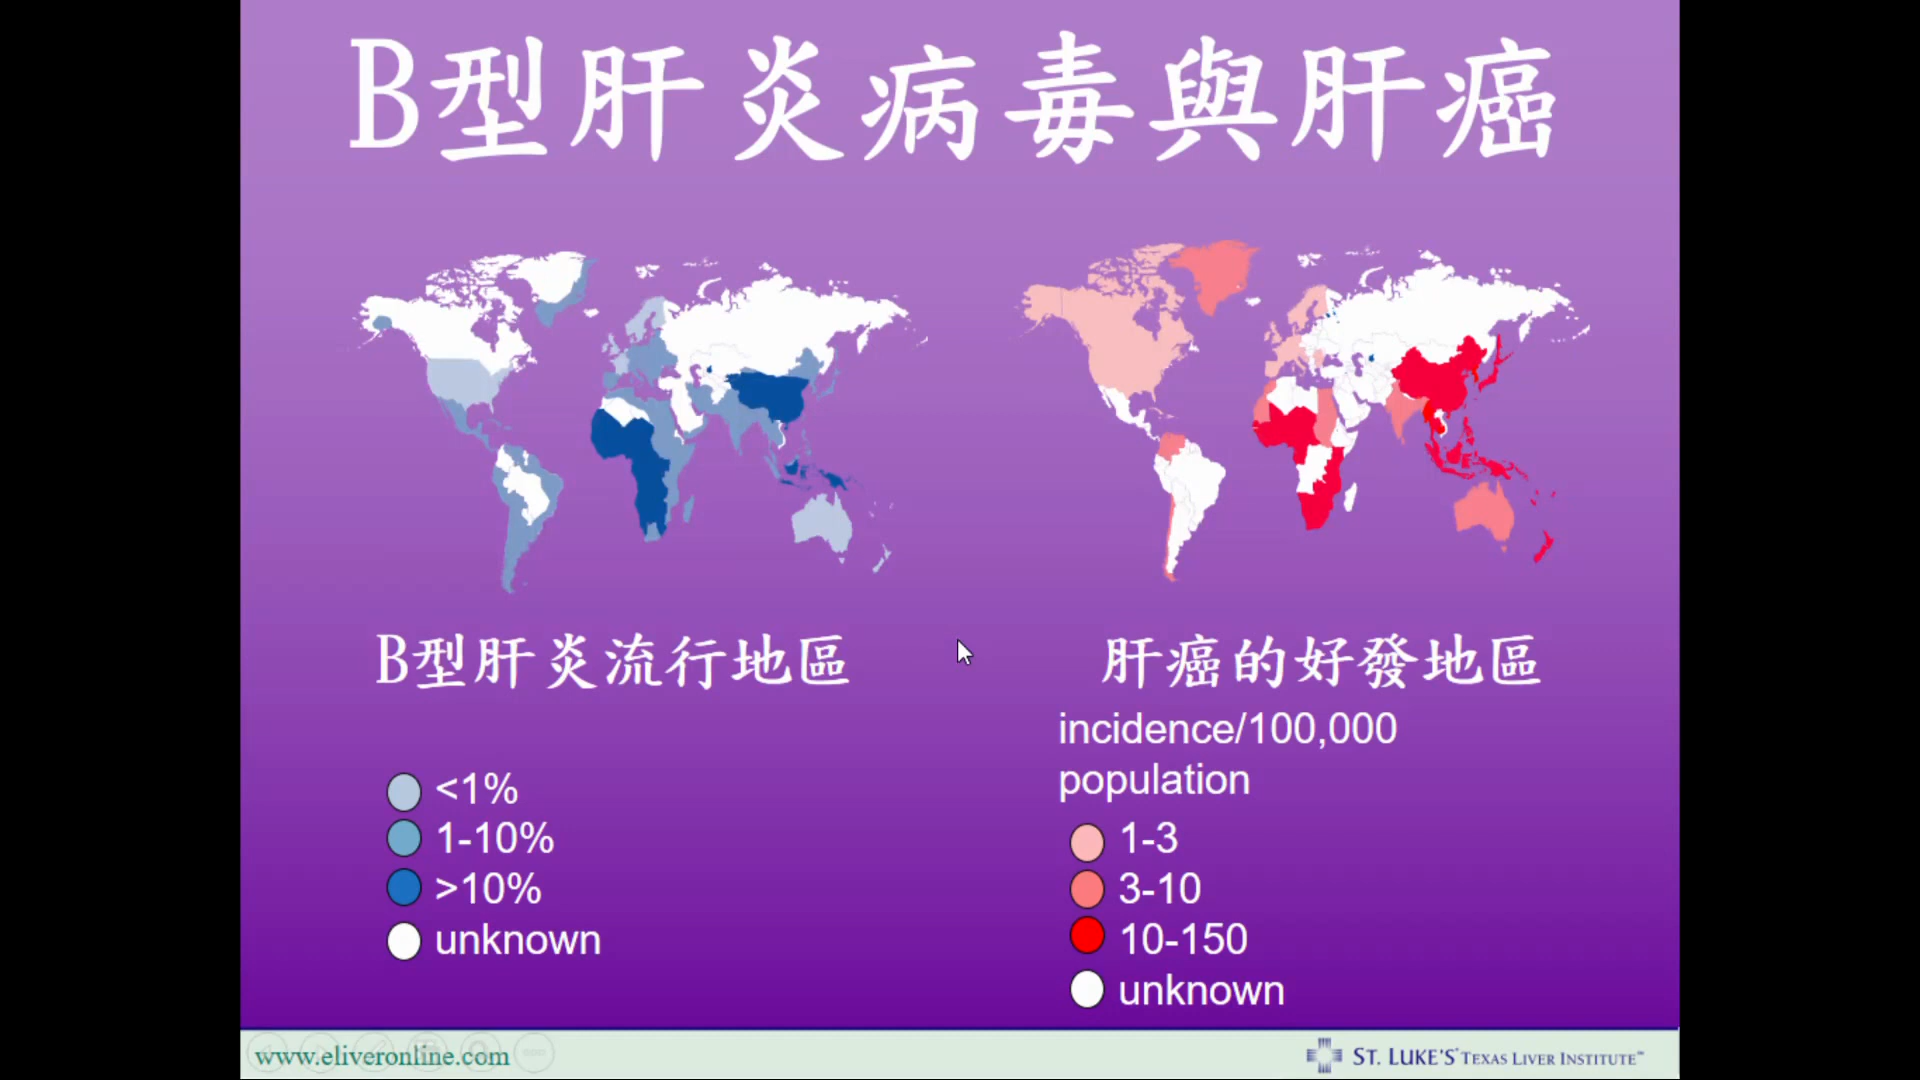 B型肝炎病毒與肝癌
B型肝炎流行地區
<1%
1-10%
>10%
unknown
肝癌的好發地區
incidence/100,000
population
1-3
3-10
10-150
unknown
www.eliveronline.com
ST. LUKE'S® TEXAS LIVER INSTITUTE™